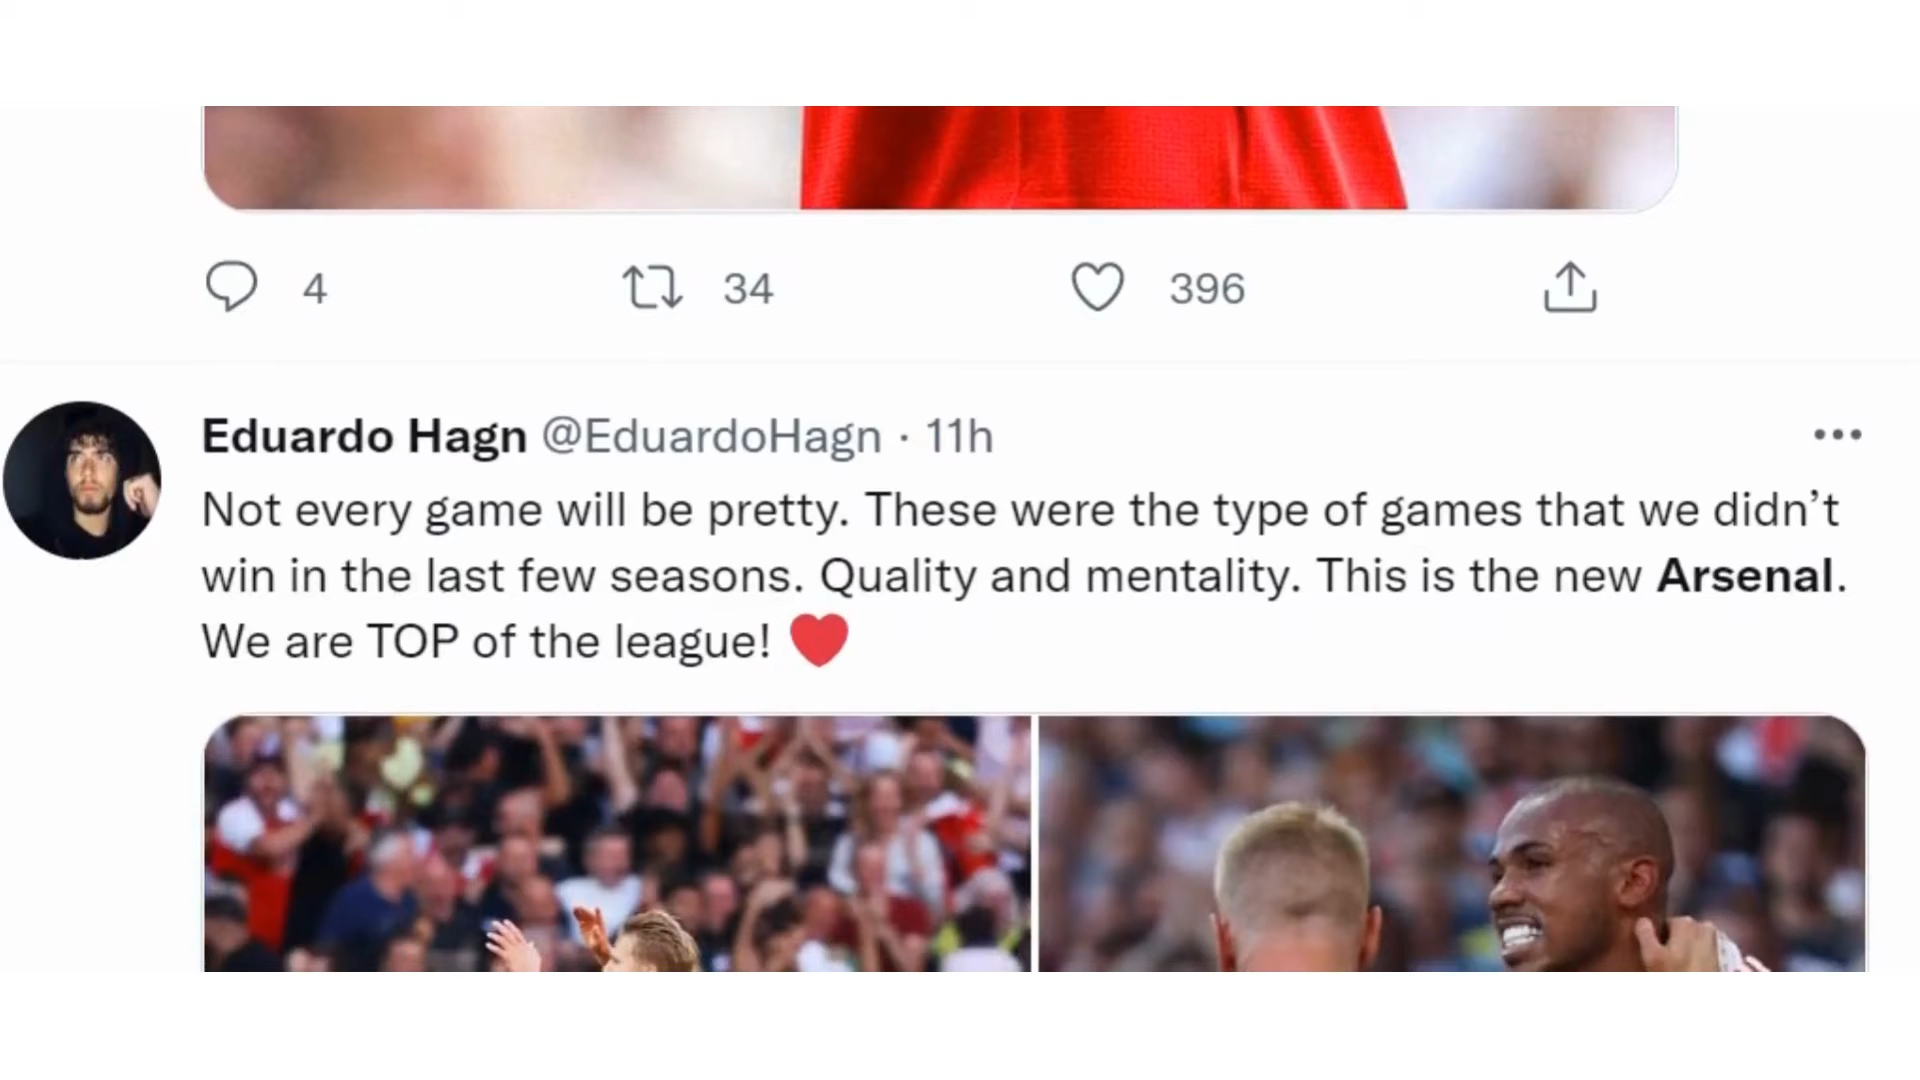 4 34 396
Eduardo Hagn @EduardoHagn · 11h
Not every game will be pretty. These were the type of games that we didn’t
win in the last few seasons. Quality and mentality. This is the new Arsenal.
We are TOP of the league! ❤️